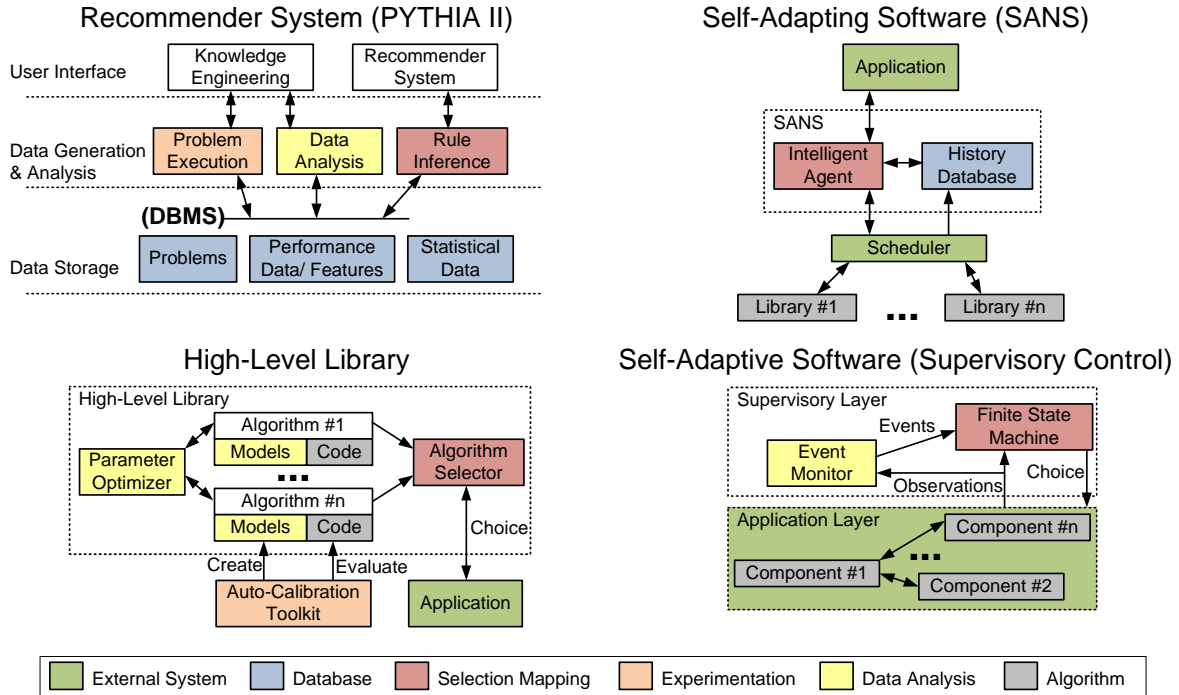 Recommender System (PYTHIA II)
User Interface
Knowledge
Engineering
Recommender
System
Data Generation
& Analysis
Problem
Execution
Data
Analysis
Rule
Inference
(DBMS)
Data Storage
Problems
Performance
Data/ Features
Statistical
Data
Self-Adapting Software (SANS)
Application
SANS
Intelligent
Agent
History
Database
Scheduler
Library #1
...
Library #n
High-Level Library
High-Level Library
Parameter
Optimizer
Algorithm #1
Models
Code
...
Algorithm #n
Models
Code
Algorithm
Selector
Choice
Create
Evaluate
Auto-Calibration
Toolkit
Application
Self-Adaptive Software (Supervisory Control)
Supervisory Layer
Events
Finite State
Machine
Event
Monitor
Observations
Choice
Application Layer
Component #n
...
Component #1
Component #2
External System
Database
Selection Mapping
Experimentation
Data Analysis
Algorithm